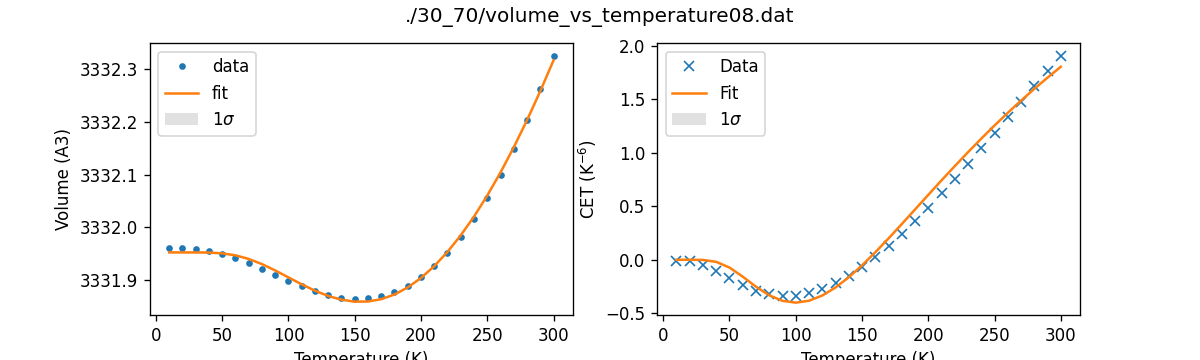 ./30_70/volume_vs_temperature08.dat
Volume (A3)
3332.3
3332.2
3332.1
3332.0
3331.9
data
fit
1σ
0 50 100 150 200 250 300
Temperature (K)
CET (K⁻⁶)
2.0
1.5
1.0
0.5
0.0
−0.5
Data
Fit
1σ
0 50 100 150 200 250 300
Temperature (K)